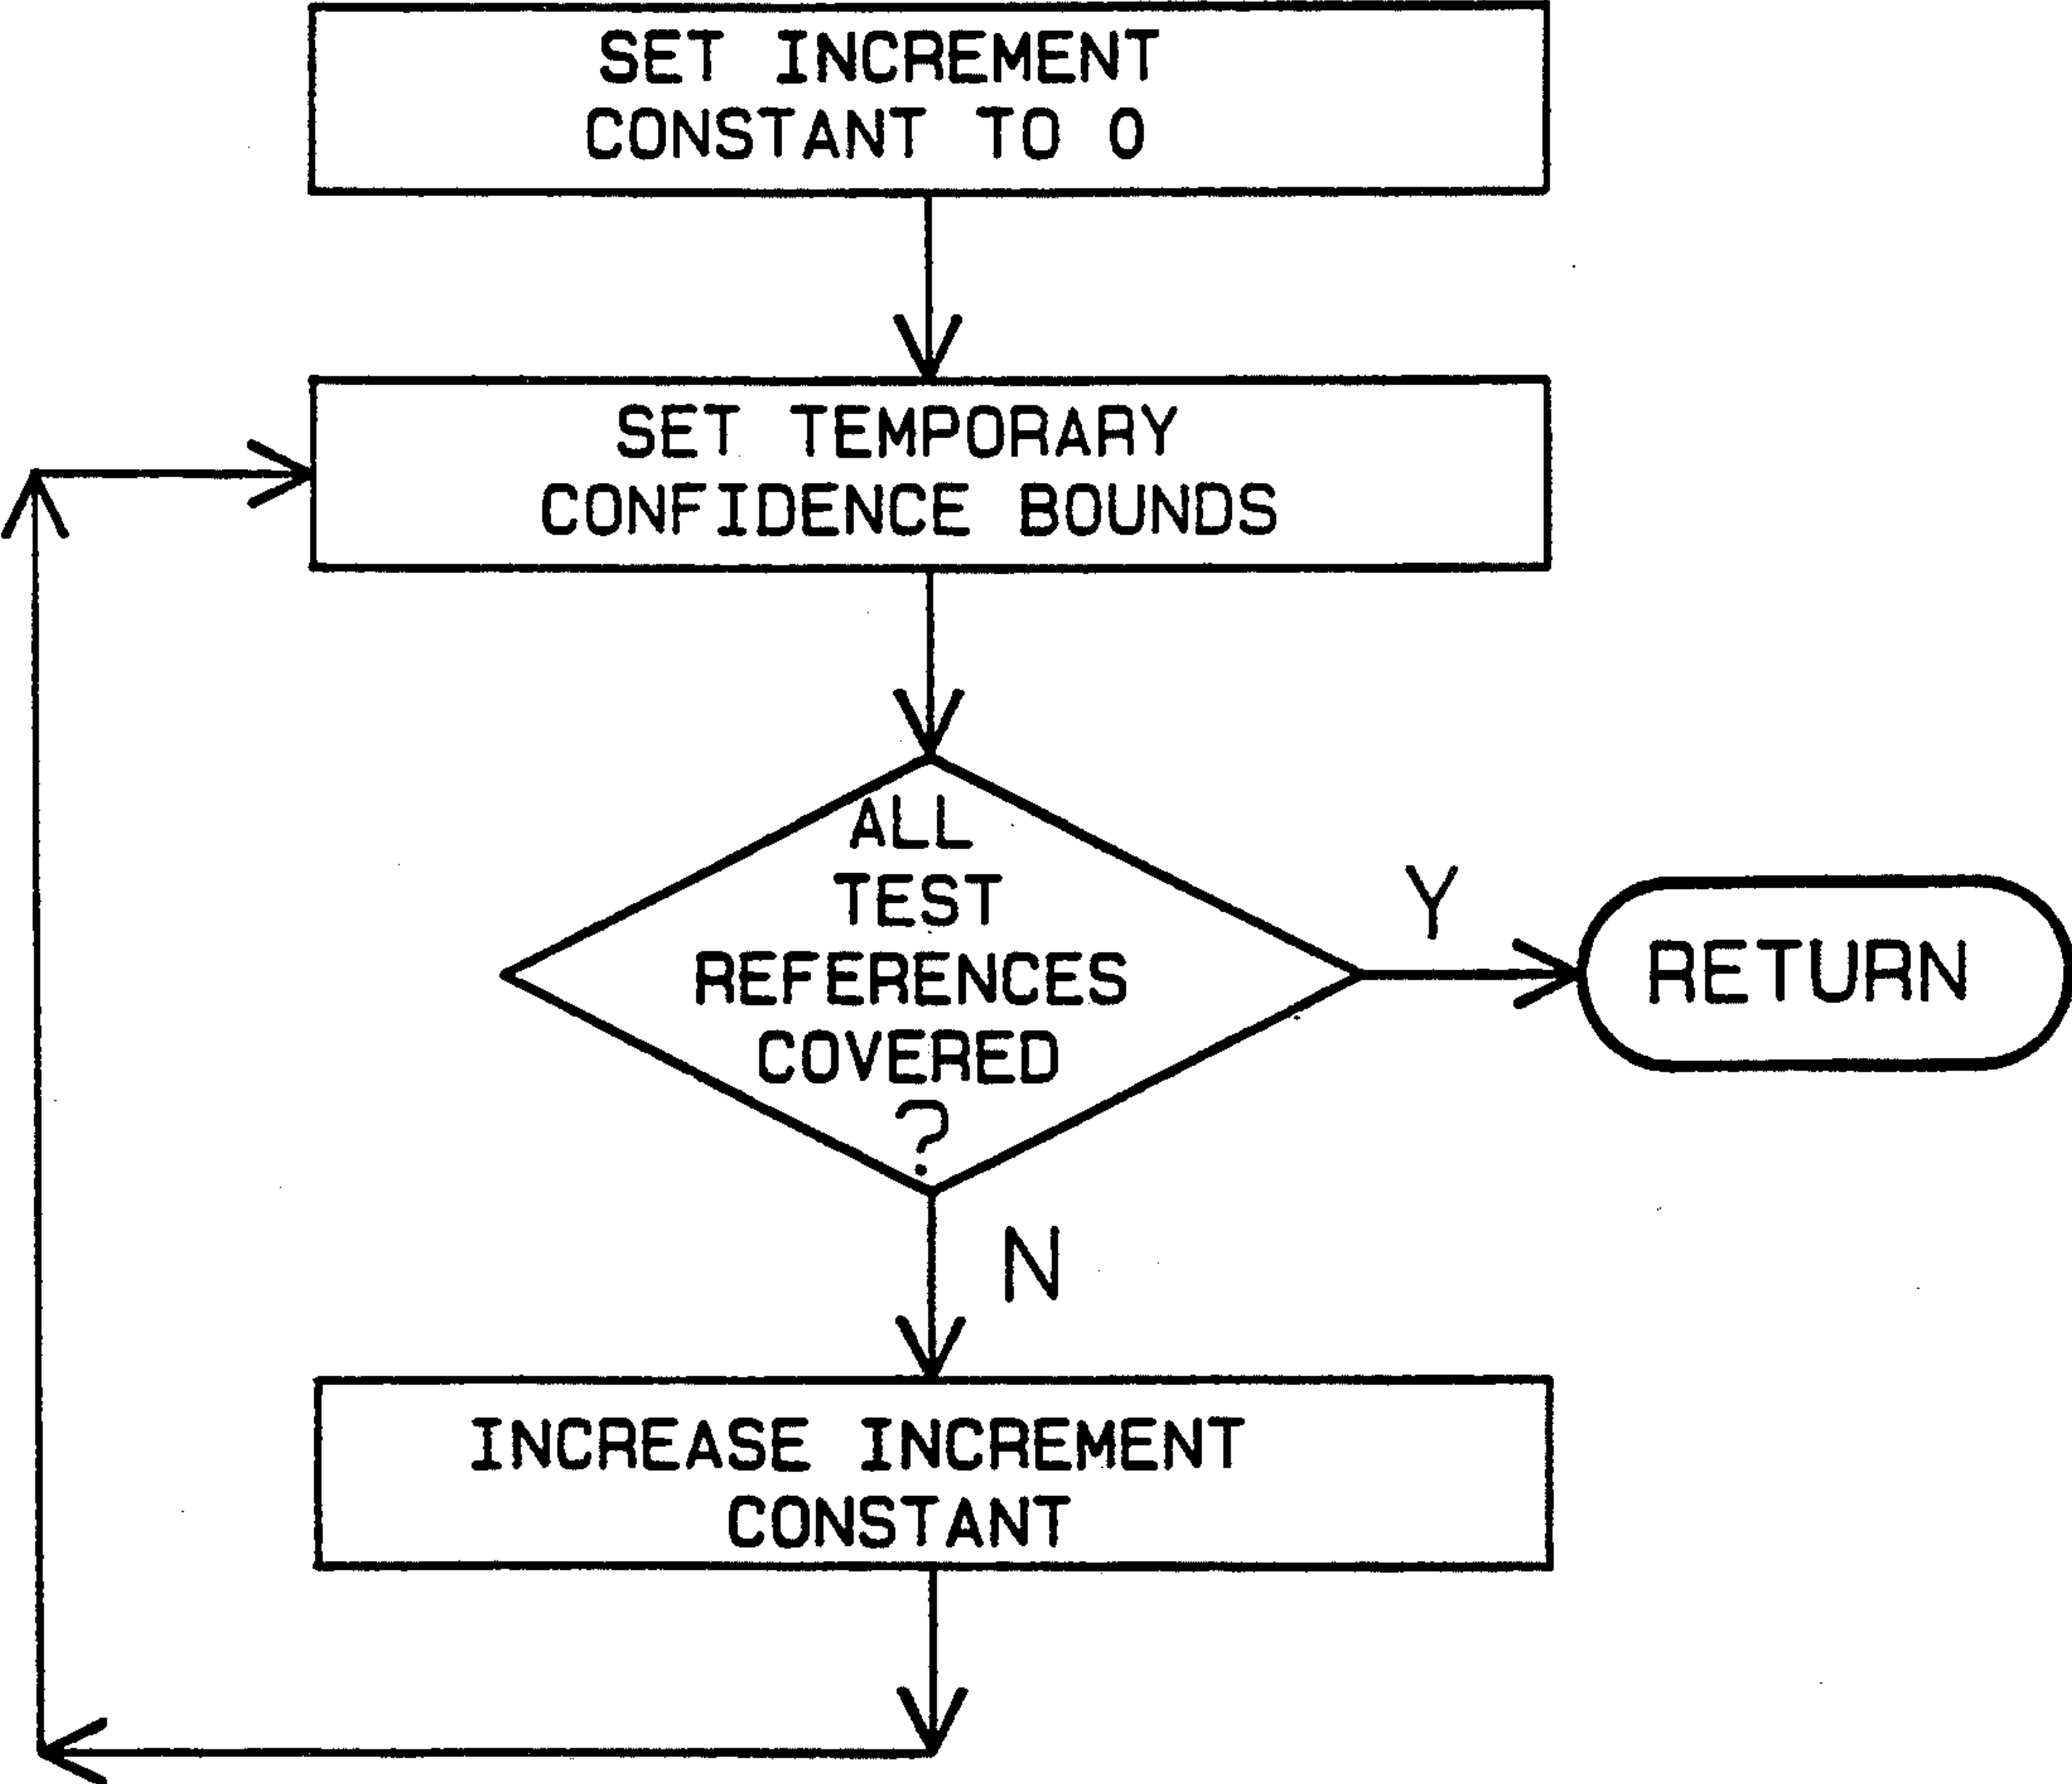 SET INCREMENT
CONSTANT TO 0
SET TEMPORARY
CONFIDENCE BOUNDS
ALL
TEST
REFERENCES
COVERED
?
Y
RETURN
N
INCREASE INCREMENT
CONSTANT